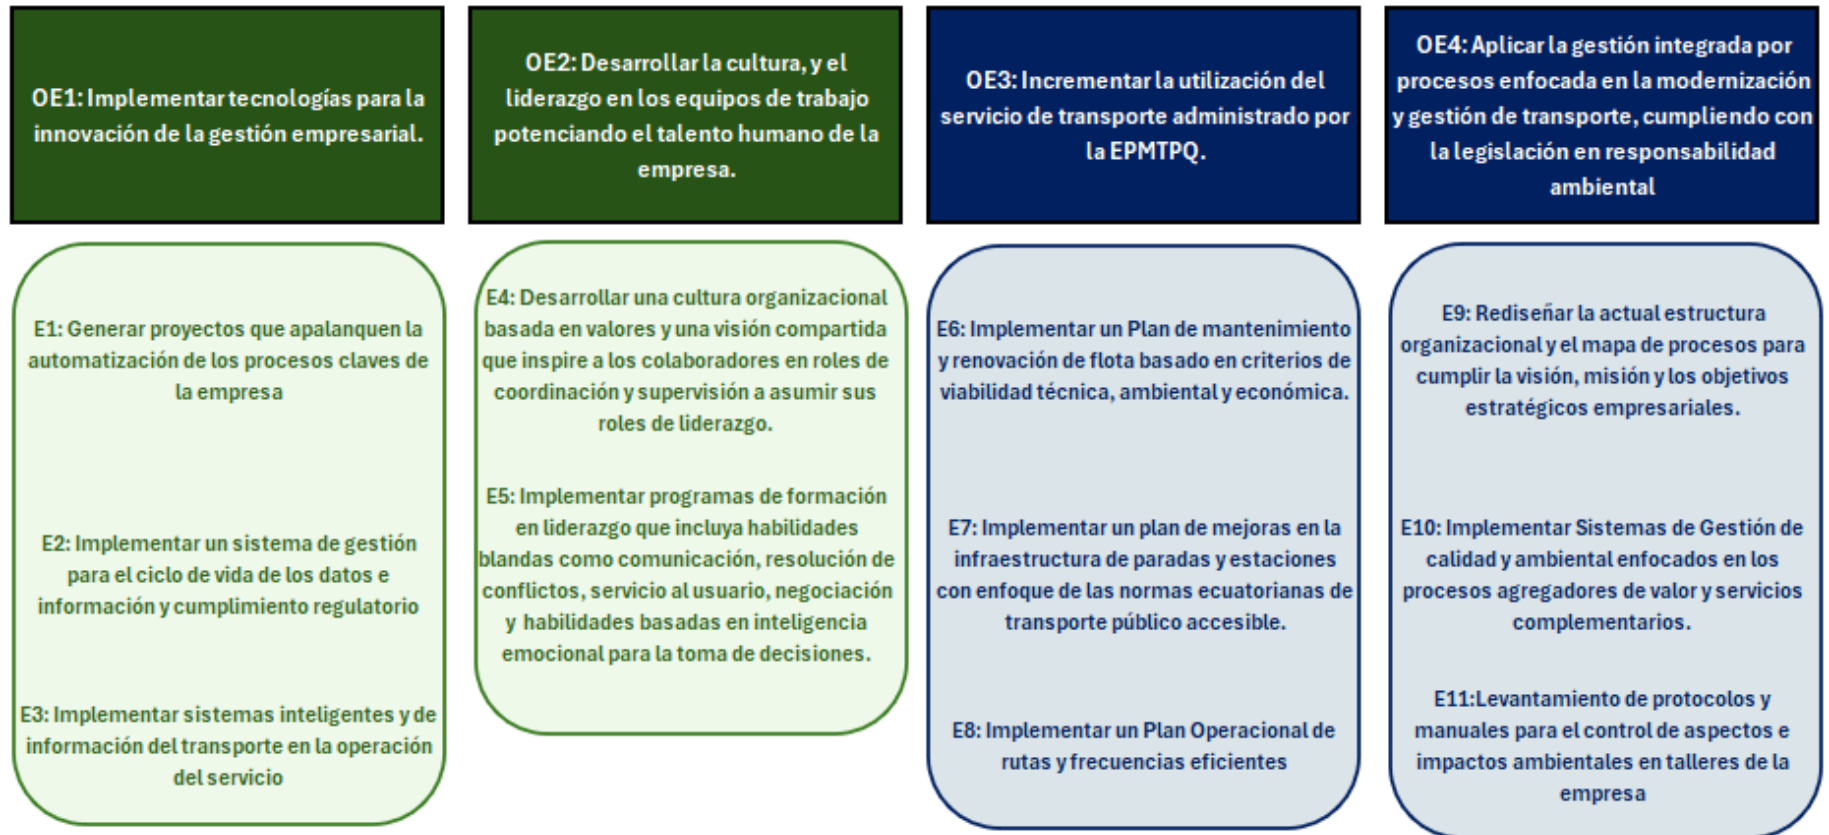 OE1: Implementar tecnologías para la
innovación de la gestión empresarial.
OE2: Desarrollar la cultura, y el
liderazgo en los equipos de trabajo
potenciando el talento humano de la
empresa.
OE3: Incrementar la utilización del
servicio de transporte administrado por
la EPMTPQ.
OE4: Aplicar la gestión integrada por
procesos enfocada en la modernización
y gestión de transporte, cumpliendo con
la legislación en responsabilidad
ambiental
E1: Generar proyectos que apalanquen la
automatización de los procesos claves de
la empresa
E2: Implementar un sistema de gestión
para el ciclo de vida de los datos e
información y cumplimiento regulatorio
E3: Implementar sistemas inteligentes y de
información del transporte en la operación
del servicio
E4: Desarrollar una cultura organizacional
basada en valores y una visión compartida
que inspire a los colaboradores en roles de
coordinación y supervisión a asumir sus
roles de liderazgo.
E5: Implementar programas de formación
en liderazgo que incluya habilidades
blandas como comunicación, resolución de
conflictos, servicio al usuario, negociación
y habilidades basadas en inteligencia
emocional para la toma de decisiones.
E6: Implementar un Plan de mantenimiento
y renovación de flota basado en criterios de
viabilidad técnica, ambiental y económica.
E7: Implementar un plan de mejoras en la
infraestructura de paradas y estaciones
con enfoque de las normas ecuatorianas de
transporte público accesible.
E8: Implementar un Plan Operacional de
rutas y frecuencias eficientes
E9: Rediseñar la actual estructura
organizacional y el mapa de procesos para
cumplir la visión, misión y los objetivos
estratégicos empresariales.
E10: Implementar Sistemas de Gestión de
calidad y ambiental enfocados en los
procesos agregadores de valor y servicios
complementarios.
E11:Levantamiento de protocolos y
manuales para el control de aspectos e
impactos ambientales en talleres de la
empresa